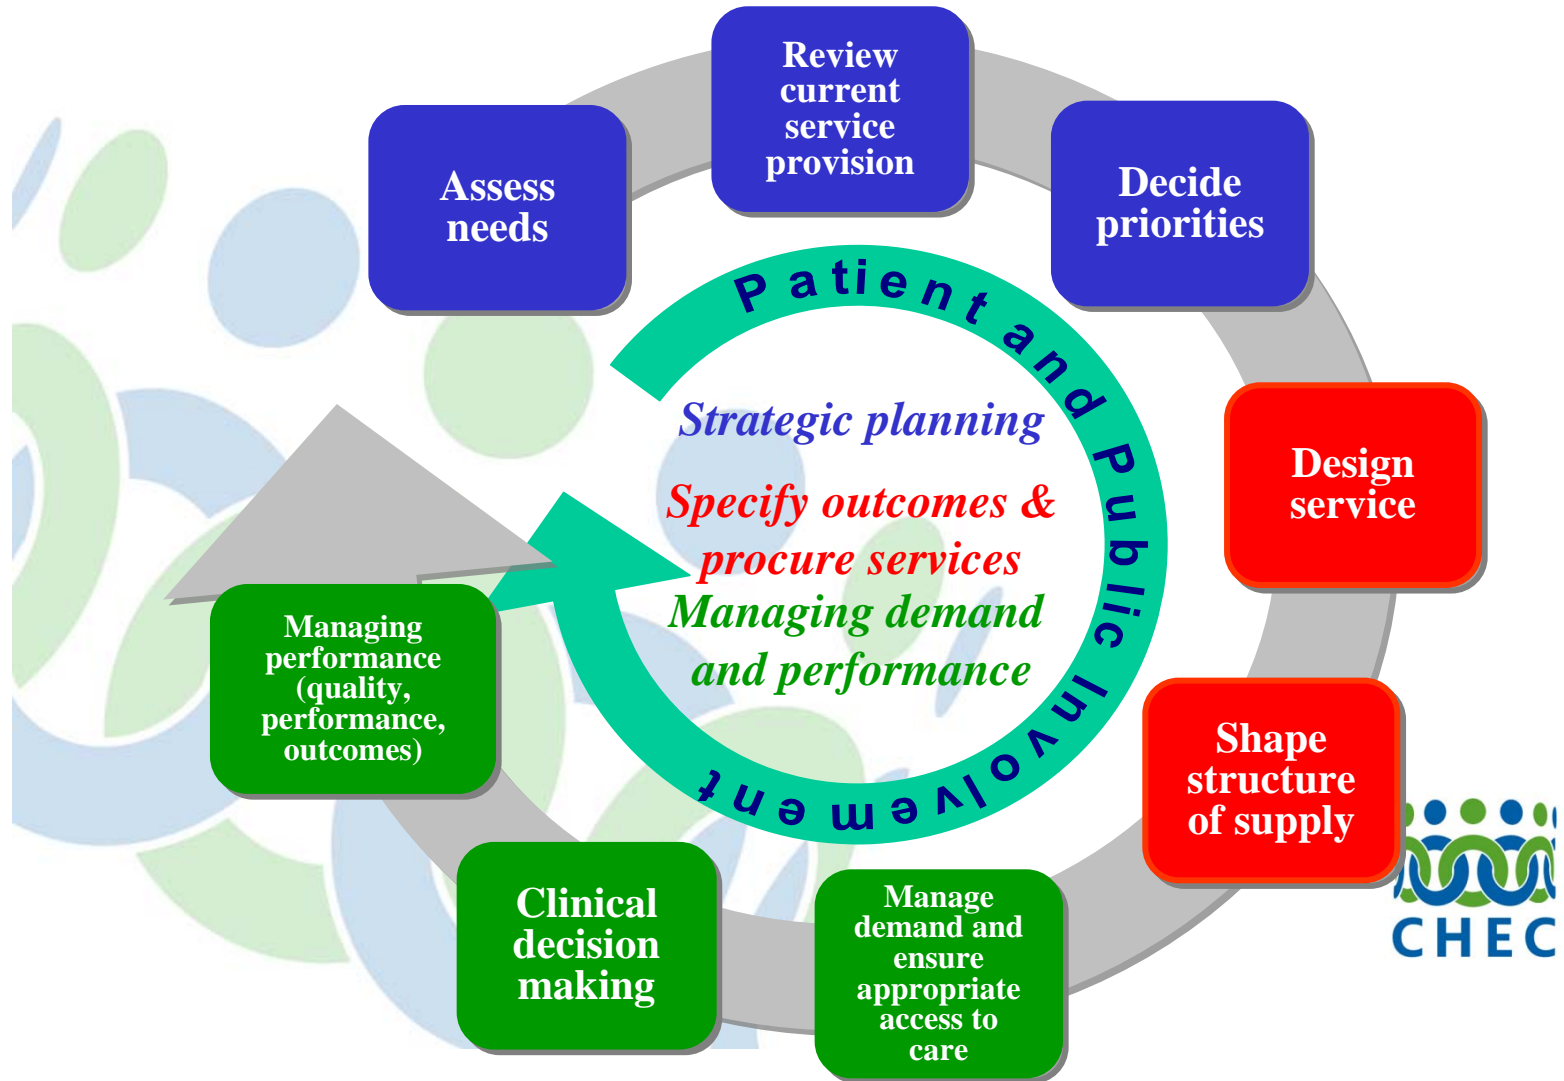 Review
current
service
provision
Assess
needs
Decide
priorities
Patient and Public Involvement
Strategic planning
Specify outcomes &
procure services
Managing demand
and performance
Design
service
Managing
performance
(quality,
performance,
outcomes)
Shape
structure
of supply
Clinical
decision
making
Manage
demand and
ensure
appropriate
access to
care
CHEC